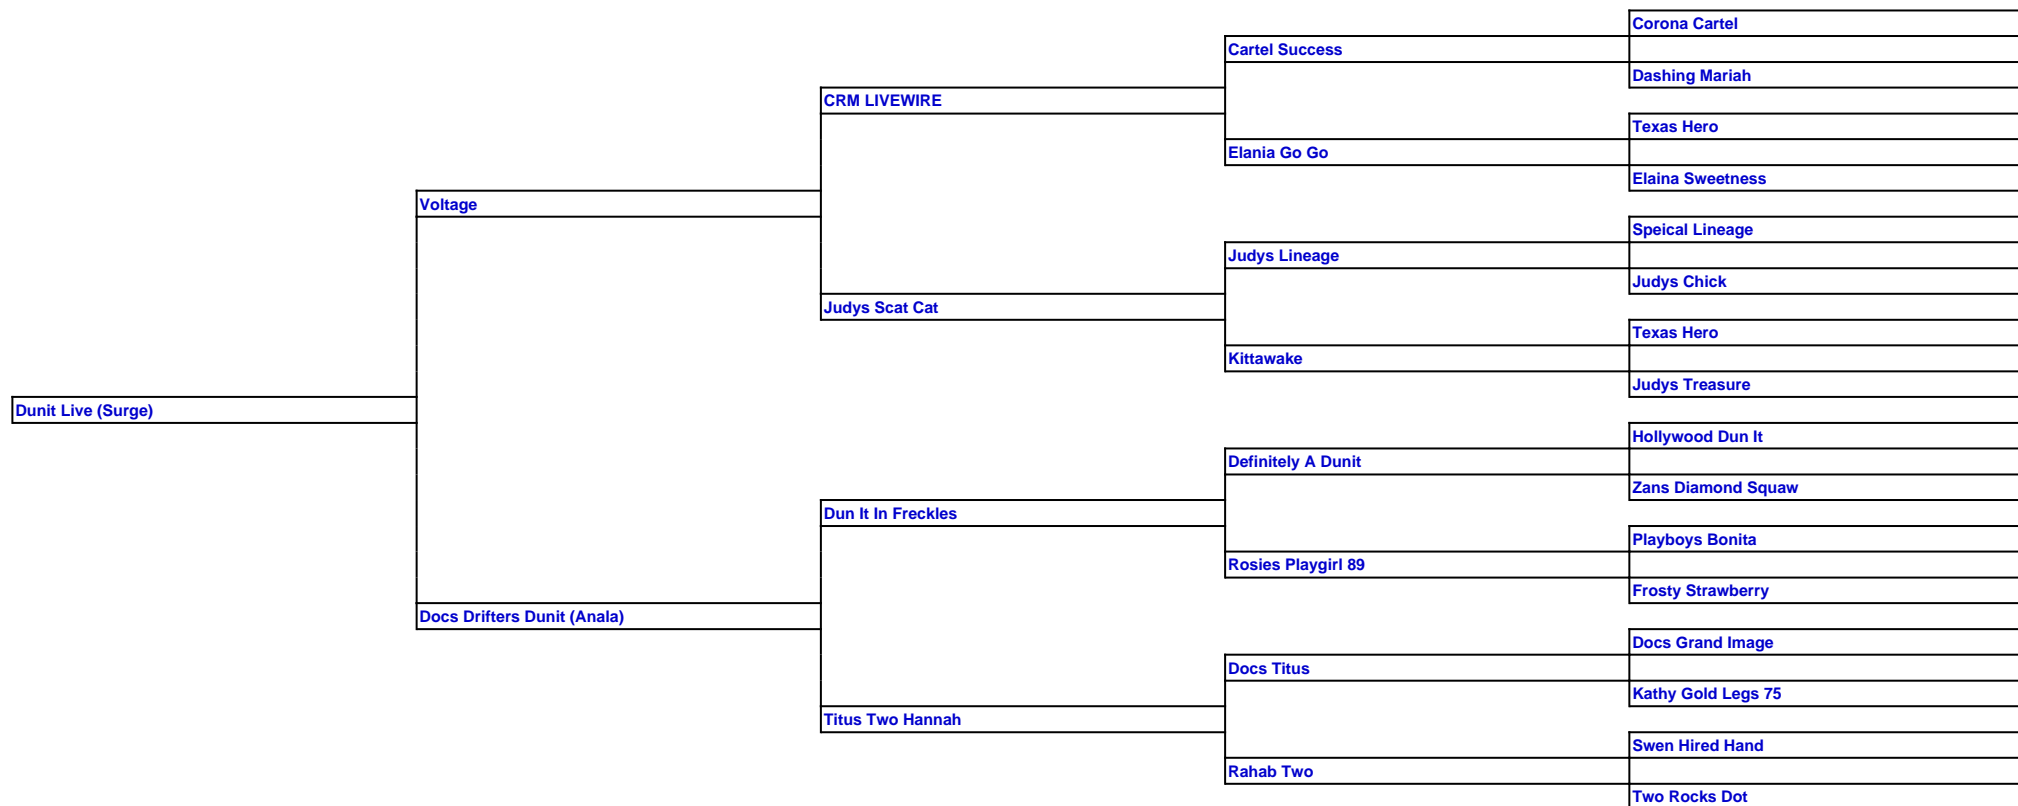 Corona Cartel
Cartel Success
Dashing Mariah
CRM LIVEWIRE
Texas Hero
Elania Go Go
Elaina Sweetness
Voltage
Speical Lineage
Judys Lineage
Judys Chick
Judys Scat Cat
Texas Hero
Kittawake
Judys Treasure
Dunit Live (Surge)
Hollywood Dun It
Definitely A Dunit
Zans Diamond Squaw
Dun It In Freckles
Playboys Bonita
Rosies Playgirl 89
Frosty Strawberry
Docs Drifters Dunit (Anala)
Docs Grand Image
Docs Titus
Kathy Gold Legs 75
Titus Two Hannah
Swen Hired Hand
Rahab Two
Two Rocks Dot